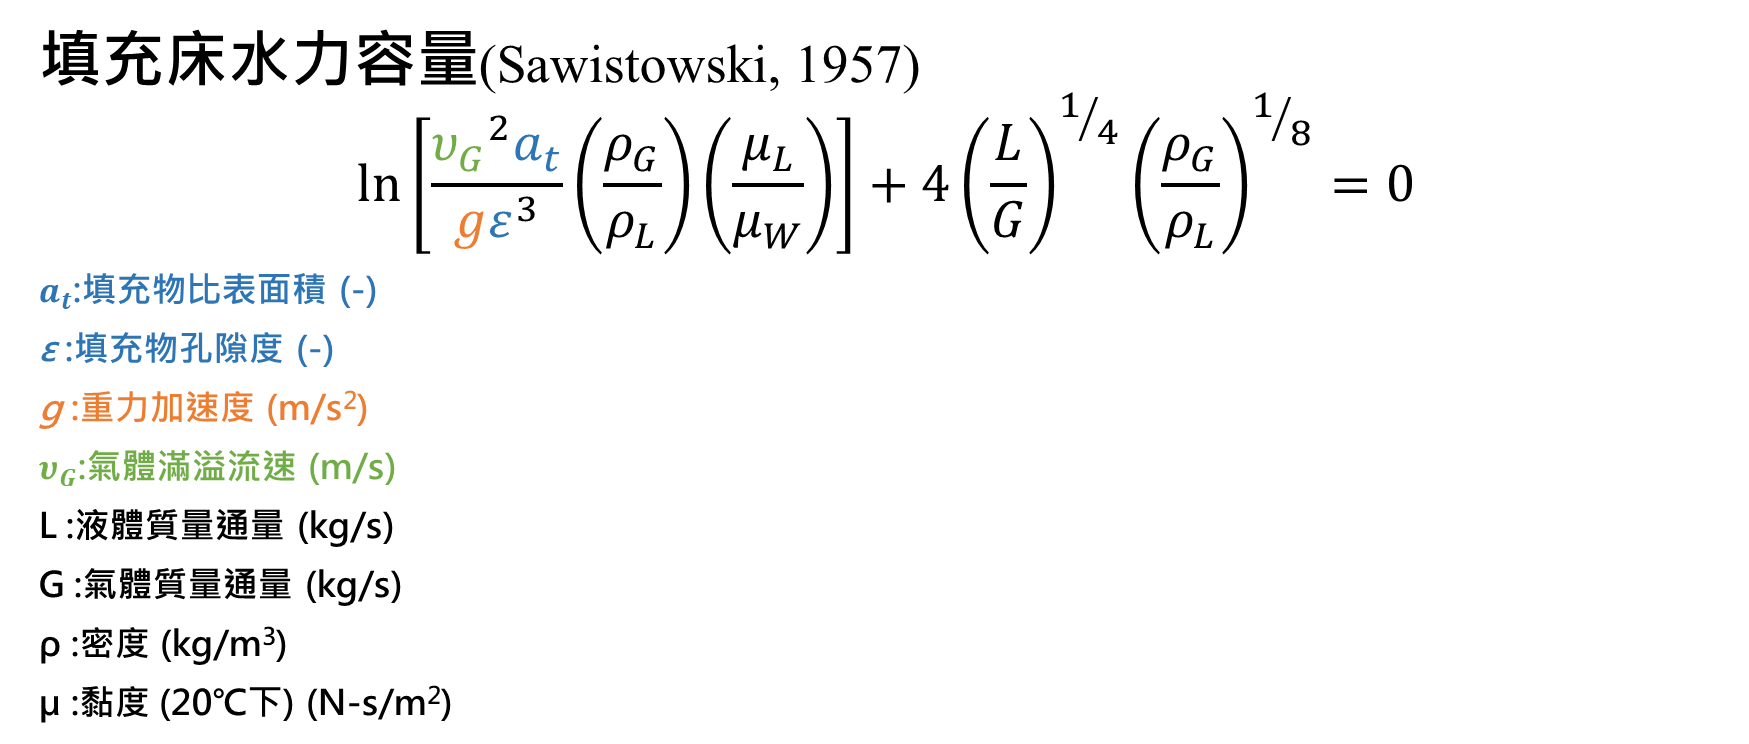 填充床水力容量(Sawistowski, 1957)
ln [ (υ_G² a_t / gε³) (ρ_G / ρ_L) (μ_L / μ_W) ] + 4 (L / G)^(1/4) (ρ_G / ρ_L)^(1/8) = 0
a_t:填充物比表面積 (-)
ε:填充物孔隙度 (-)
g:重力加速度 (m/s²)
υ_G:氣體滿溢流速 (m/s)
L :液體質量通量 (kg/s)
G :氣體質量通量 (kg/s)
ρ :密度 (kg/m³)
μ :黏度 (20℃下) (N-s/m²)